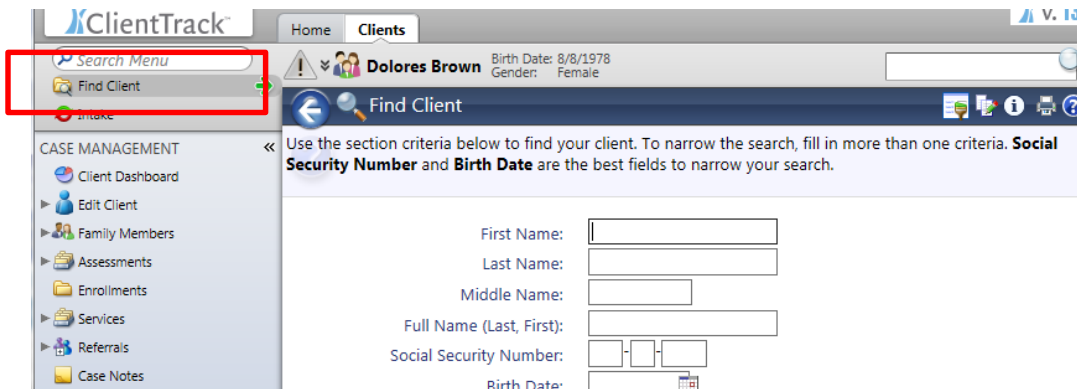 ClientTrack™
Home Clients
V. 13
Search Menu
Find Client
Intake
Dolores Brown Birth Date: 8/8/1978
Gender: Female
Find Client
Use the section criteria below to find your client. To narrow the search, fill in more than one criteria. Social
Security Number and Birth Date are the best fields to narrow your search.
CASE MANAGEMENT
Client Dashboard
Edit Client
Family Members
Assessments
Enrollments
Services
Referrals
Case Notes
First Name:
Last Name:
Middle Name:
Full Name (Last, First):
Social Security Number:
- -
Birth Date: